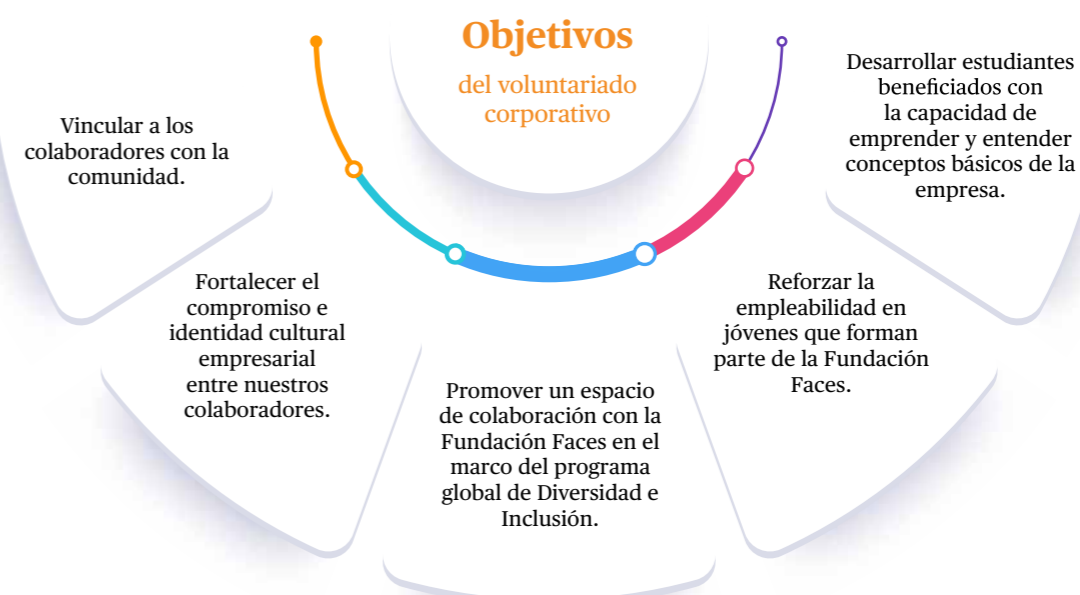 Objetivos
del voluntariado
corporativo
Vincular a los
colaboradores con la
comunidad.
Fortalecer el
compromiso e
identidad cultural
empresarial
entre nuestros
colaboradores.
Promover un espacio
de colaboración con la
Fundación Faces en el
marco del programa
global de Diversidad e
Inclusión.
Reforzar la
empleabilidad en
jóvenes que forman
parte de la Fundación
Faces.
Desarrollar estudiantes
beneficiados con
la capacidad de
emprender y entender
conceptos básicos de la
empresa.